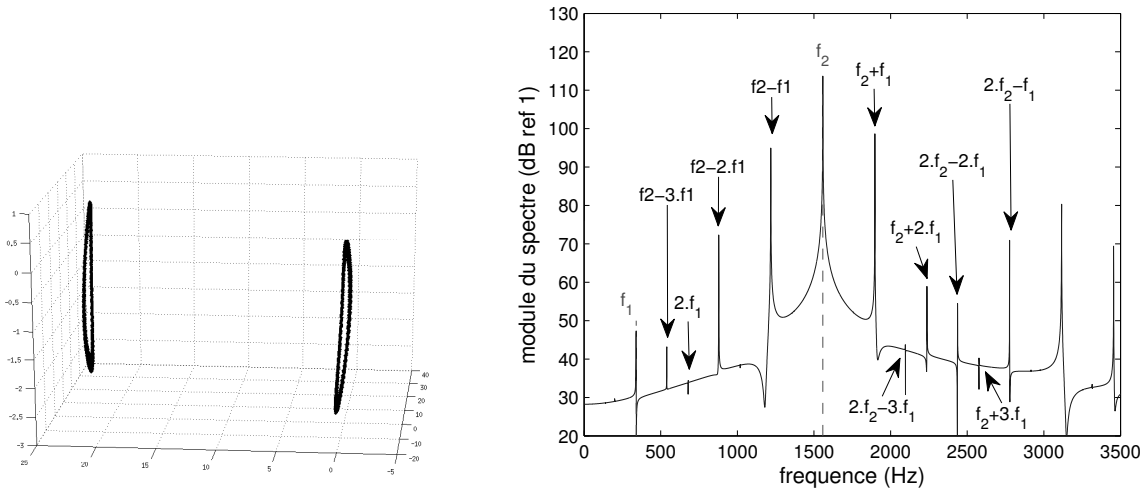 1
0.5
0
-0.5
-1
-1.5
-2
-2.5
-3
25
20
15
10
5
0
-5
40
30
20
10
0
-10
-20
130
120
110
100
90
80
70
60
50
40
30
20
module du spectre (dB ref 1)
f1
f2−3.f1
2.f1
f2−2.f1
f2−f1
f2
f2+f1
f2+2.f1
2.f2−2.f1
2.f2−f1
2.f2−3.f1
f2+3.f1
0 500 1000 1500 2000 2500 3000 3500
frequence (Hz)